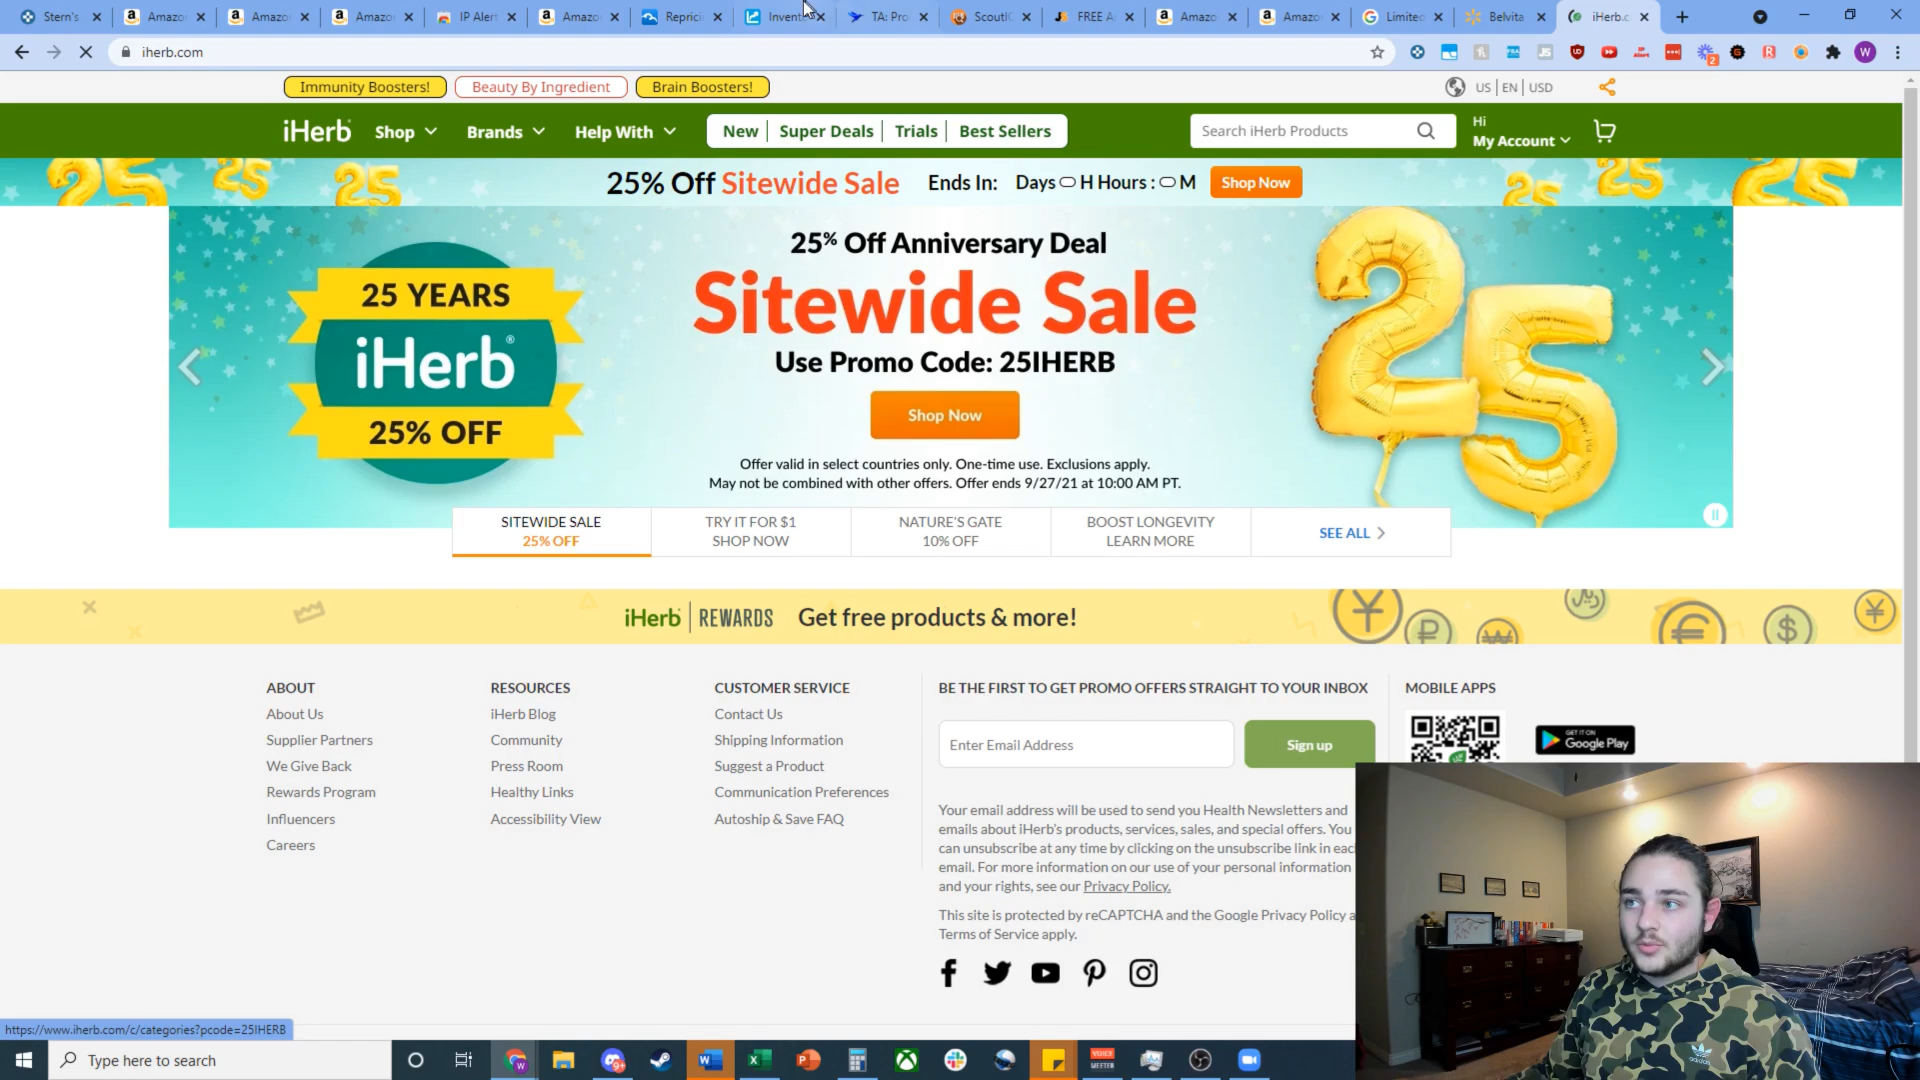 Stern's
Amazo
Amazo
Amazo
IP Aler
Amazo
Reprici
Invent
TA: Pro
ScoutI
FREE A
Amazo
Amazo
Limite
Belvita
iHerb.c
iherb.com
Immunity Boosters!
Beauty By Ingredient
Brain Boosters!
US | EN | USD
iHerb
Shop
Brands
Help With
New
Super Deals
Trials
Best Sellers
Search iHerb Products
Hi
My Account
25% Off Sitewide Sale
Ends In: Days H Hours : M
Shop Now
25 YEARS
iHerb®
25% OFF
25% Off Anniversary Deal
Sitewide Sale
Use Promo Code: 25IHERB
Shop Now
Offer valid in select countries only. One-time use. Exclusions apply.
May not be combined with other offers. Offer ends 9/27/21 at 10:00 AM PT.
SITEWIDE SALE
25% OFF
TRY IT FOR $1
SHOP NOW
NATURE'S GATE
10% OFF
BOOST LONGEVITY
LEARN MORE
SEE ALL
iHerb | REWARDS Get free products & more!
ABOUT
About Us
Supplier Partners
We Give Back
Rewards Program
Influencers
Careers
RESOURCES
iHerb Blog
Community
Press Room
Healthy Links
Accessibility View
CUSTOMER SERVICE
Contact Us
Shipping Information
Suggest a Product
Communication Preferences
Autoship & Save FAQ
BE THE FIRST TO GET PROMO OFFERS STRAIGHT TO YOUR INBOX
Enter Email Address
Sign up
Your email address will be used to send you Health Newsletters and
emails about iHerb's products, services, sales, and special offers. You
can unsubscribe at any time by clicking on the unsubscribe link in eac
email. For more information on our use of your personal information
and your rights, see our Privacy Policy.
This site is protected by reCAPTCHA and the Google Privacy Policy a
Terms of Service apply.
MOBILE APPS
GET IT ON
Google Play
https://www.iherb.com/c/categories?pcode=25IHERB
Type here to search
adidas